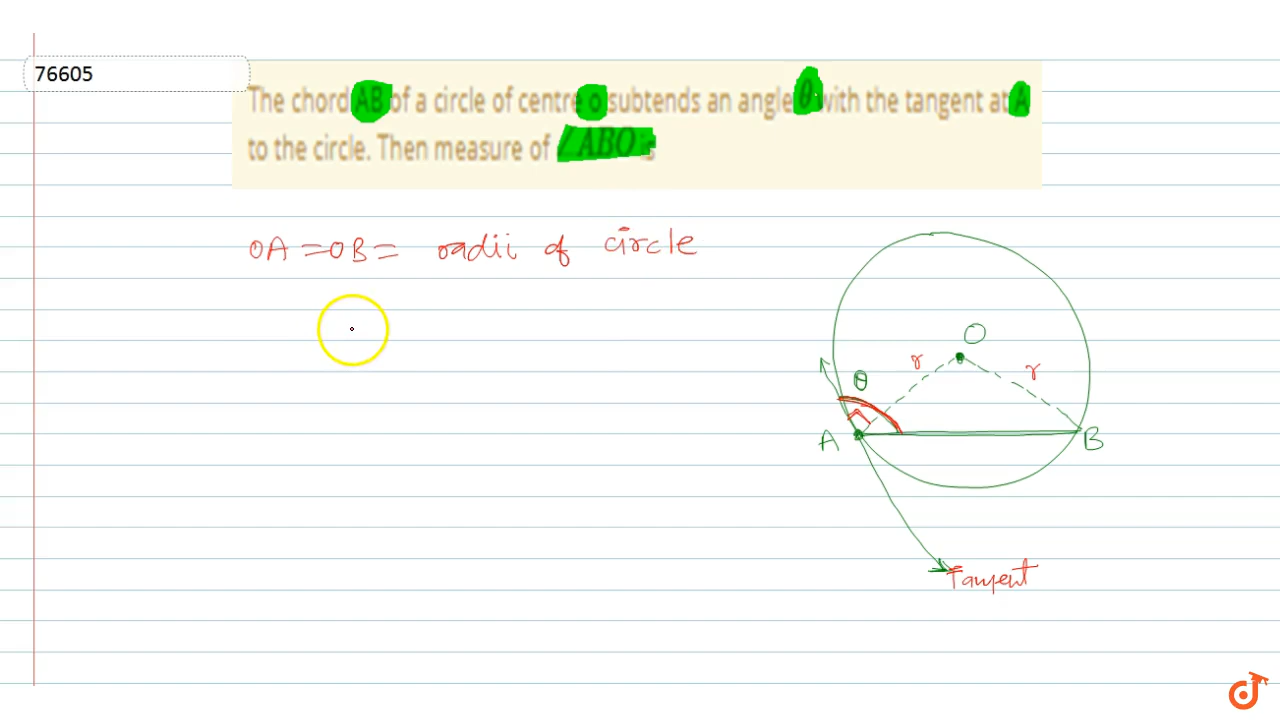 76605
The chord AB of a circle of centre o subtends an angle θ with the tangent at A
to the circle. Then measure of ∠ABO is
OA = OB = radii of circle
O
r
r
θ
A
B
Tangent